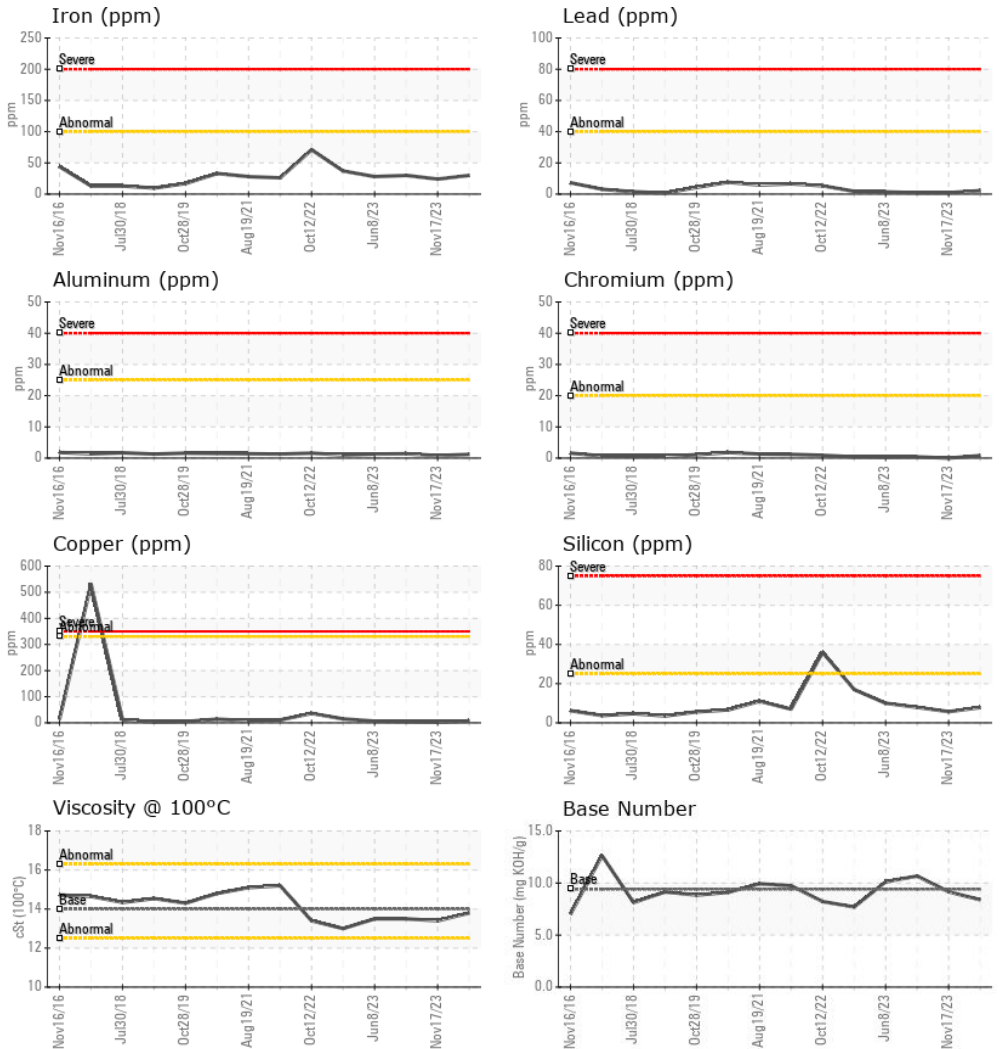 Iron (ppm)
250
200
150
100
50
0
ppm
Severe
Abnormal
Nov16/16
Jul30/18
Oct28/19
Aug19/21
Oct12/22
Jun8/23
Nov17/23
Lead (ppm)
100
80
60
40
20
0
ppm
Severe
Abnormal
Nov16/16
Jul30/18
Oct28/19
Aug19/21
Oct12/22
Jun8/23
Nov17/23
Aluminum (ppm)
50
40
30
20
10
0
ppm
Severe
Abnormal
Nov16/16
Jul30/18
Oct28/19
Aug19/21
Oct12/22
Jun8/23
Nov17/23
Chromium (ppm)
50
40
30
20
10
0
ppm
Severe
Abnormal
Nov16/16
Jul30/18
Oct28/19
Aug19/21
Oct12/22
Jun8/23
Nov17/23
Copper (ppm)
600
500
400
300
200
100
0
ppm
Severe
Abnormal
Nov16/16
Jul30/18
Oct28/19
Aug19/21
Oct12/22
Jun8/23
Nov17/23
Silicon (ppm)
80
60
40
20
0
ppm
Severe
Abnormal
Nov16/16
Jul30/18
Oct28/19
Aug19/21
Oct12/22
Jun8/23
Nov17/23
Viscosity @ 100°C
18
16
14
12
10
cSt (100°C)
Abnormal
Base
Abnormal
Nov16/16
Jul30/18
Oct28/19
Aug19/21
Oct12/22
Jun8/23
Nov17/23
Base Number
15.0
10.0
5.0
0.0
Base Number (mg KOH/g)
Base
Nov16/16
Jul30/18
Oct28/19
Aug19/21
Oct12/22
Jun8/23
Nov17/23